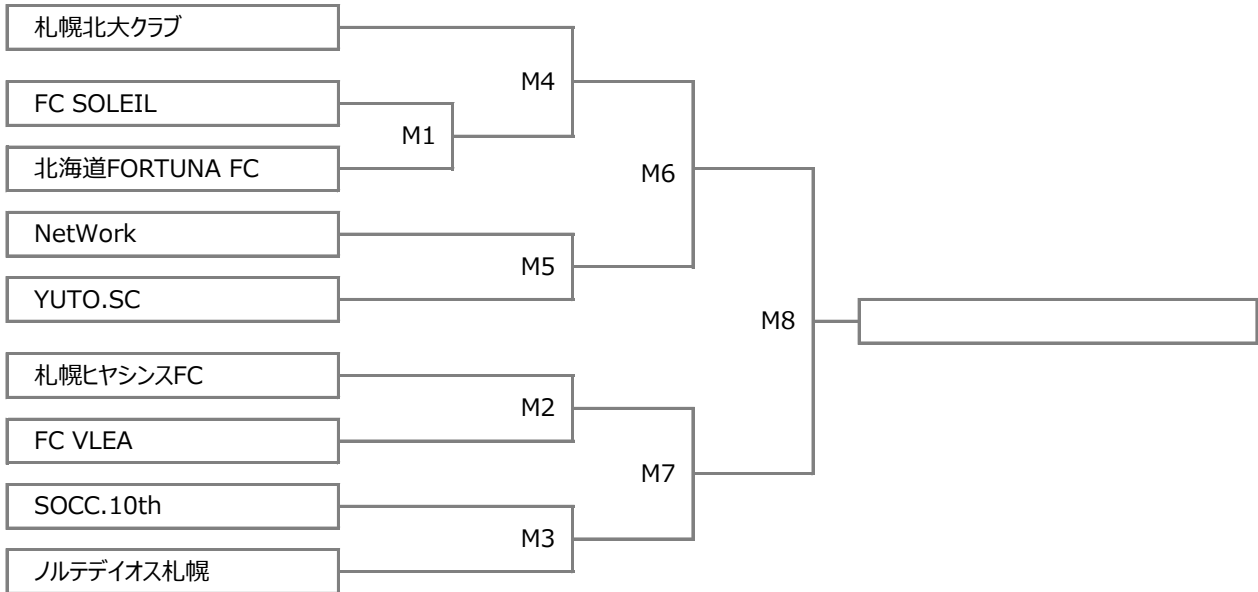 札幌北大クラブ
M4
FC SOLEIL
M1
北海道FORTUNA FC
M6
NetWork
M5
YUTO.SC
M8
札幌ヒヤシンスFC
M2
FC VLEA
M7
SOCC.10th
M3
ノルテデイオス札幌